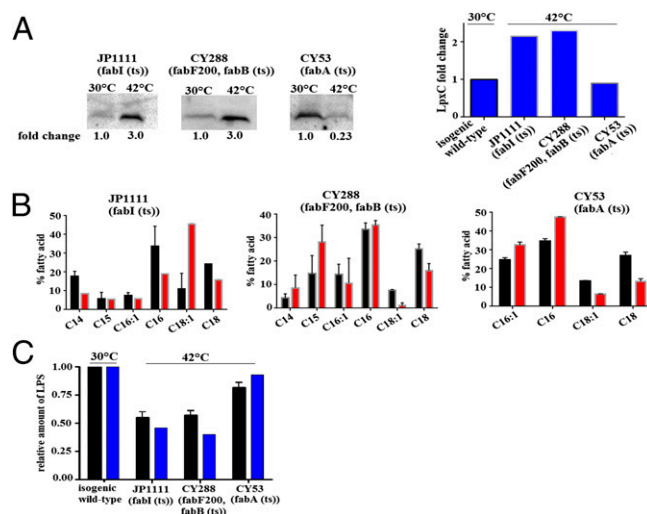 A
JP1111
(fabI (ts))
30°C 42°C
CY288
(fabF200, fabB (ts))
30°C 42°C
CY53
(fabA (ts))
30°C 42°C
fold change 1.0 3.0 1.0 3.0 1.0 0.23
30°C 42°C
LpxC fold change
2
1
0
isogenic
wild-type
JP1111
(fabI (ts))
CY288
(fabF200, fabB (ts))
CY53
(fabA (ts))
B
JP1111
(fabI (ts))
% fatty acid
50
40
30
20
10
0
C14 C15 C16:1 C16 C18:1 C18
CY288
(fabF200, fabB (ts))
% fatty acid
40
30
20
10
0
C14 C15 C16:1 C16 C18:1 C18
CY53
(fabA (ts))
% fatty acid
50
40
30
20
10
0
C16:1 C16 C18:1 C18
C
30°C 42°C
relative amount of LPS
1.00
0.75
0.50
0.25
0.00
isogenic
wild-type
JP1111
(fabI (ts))
CY288
(fabF200,
fabB (ts))
CY53
(fabA (ts))